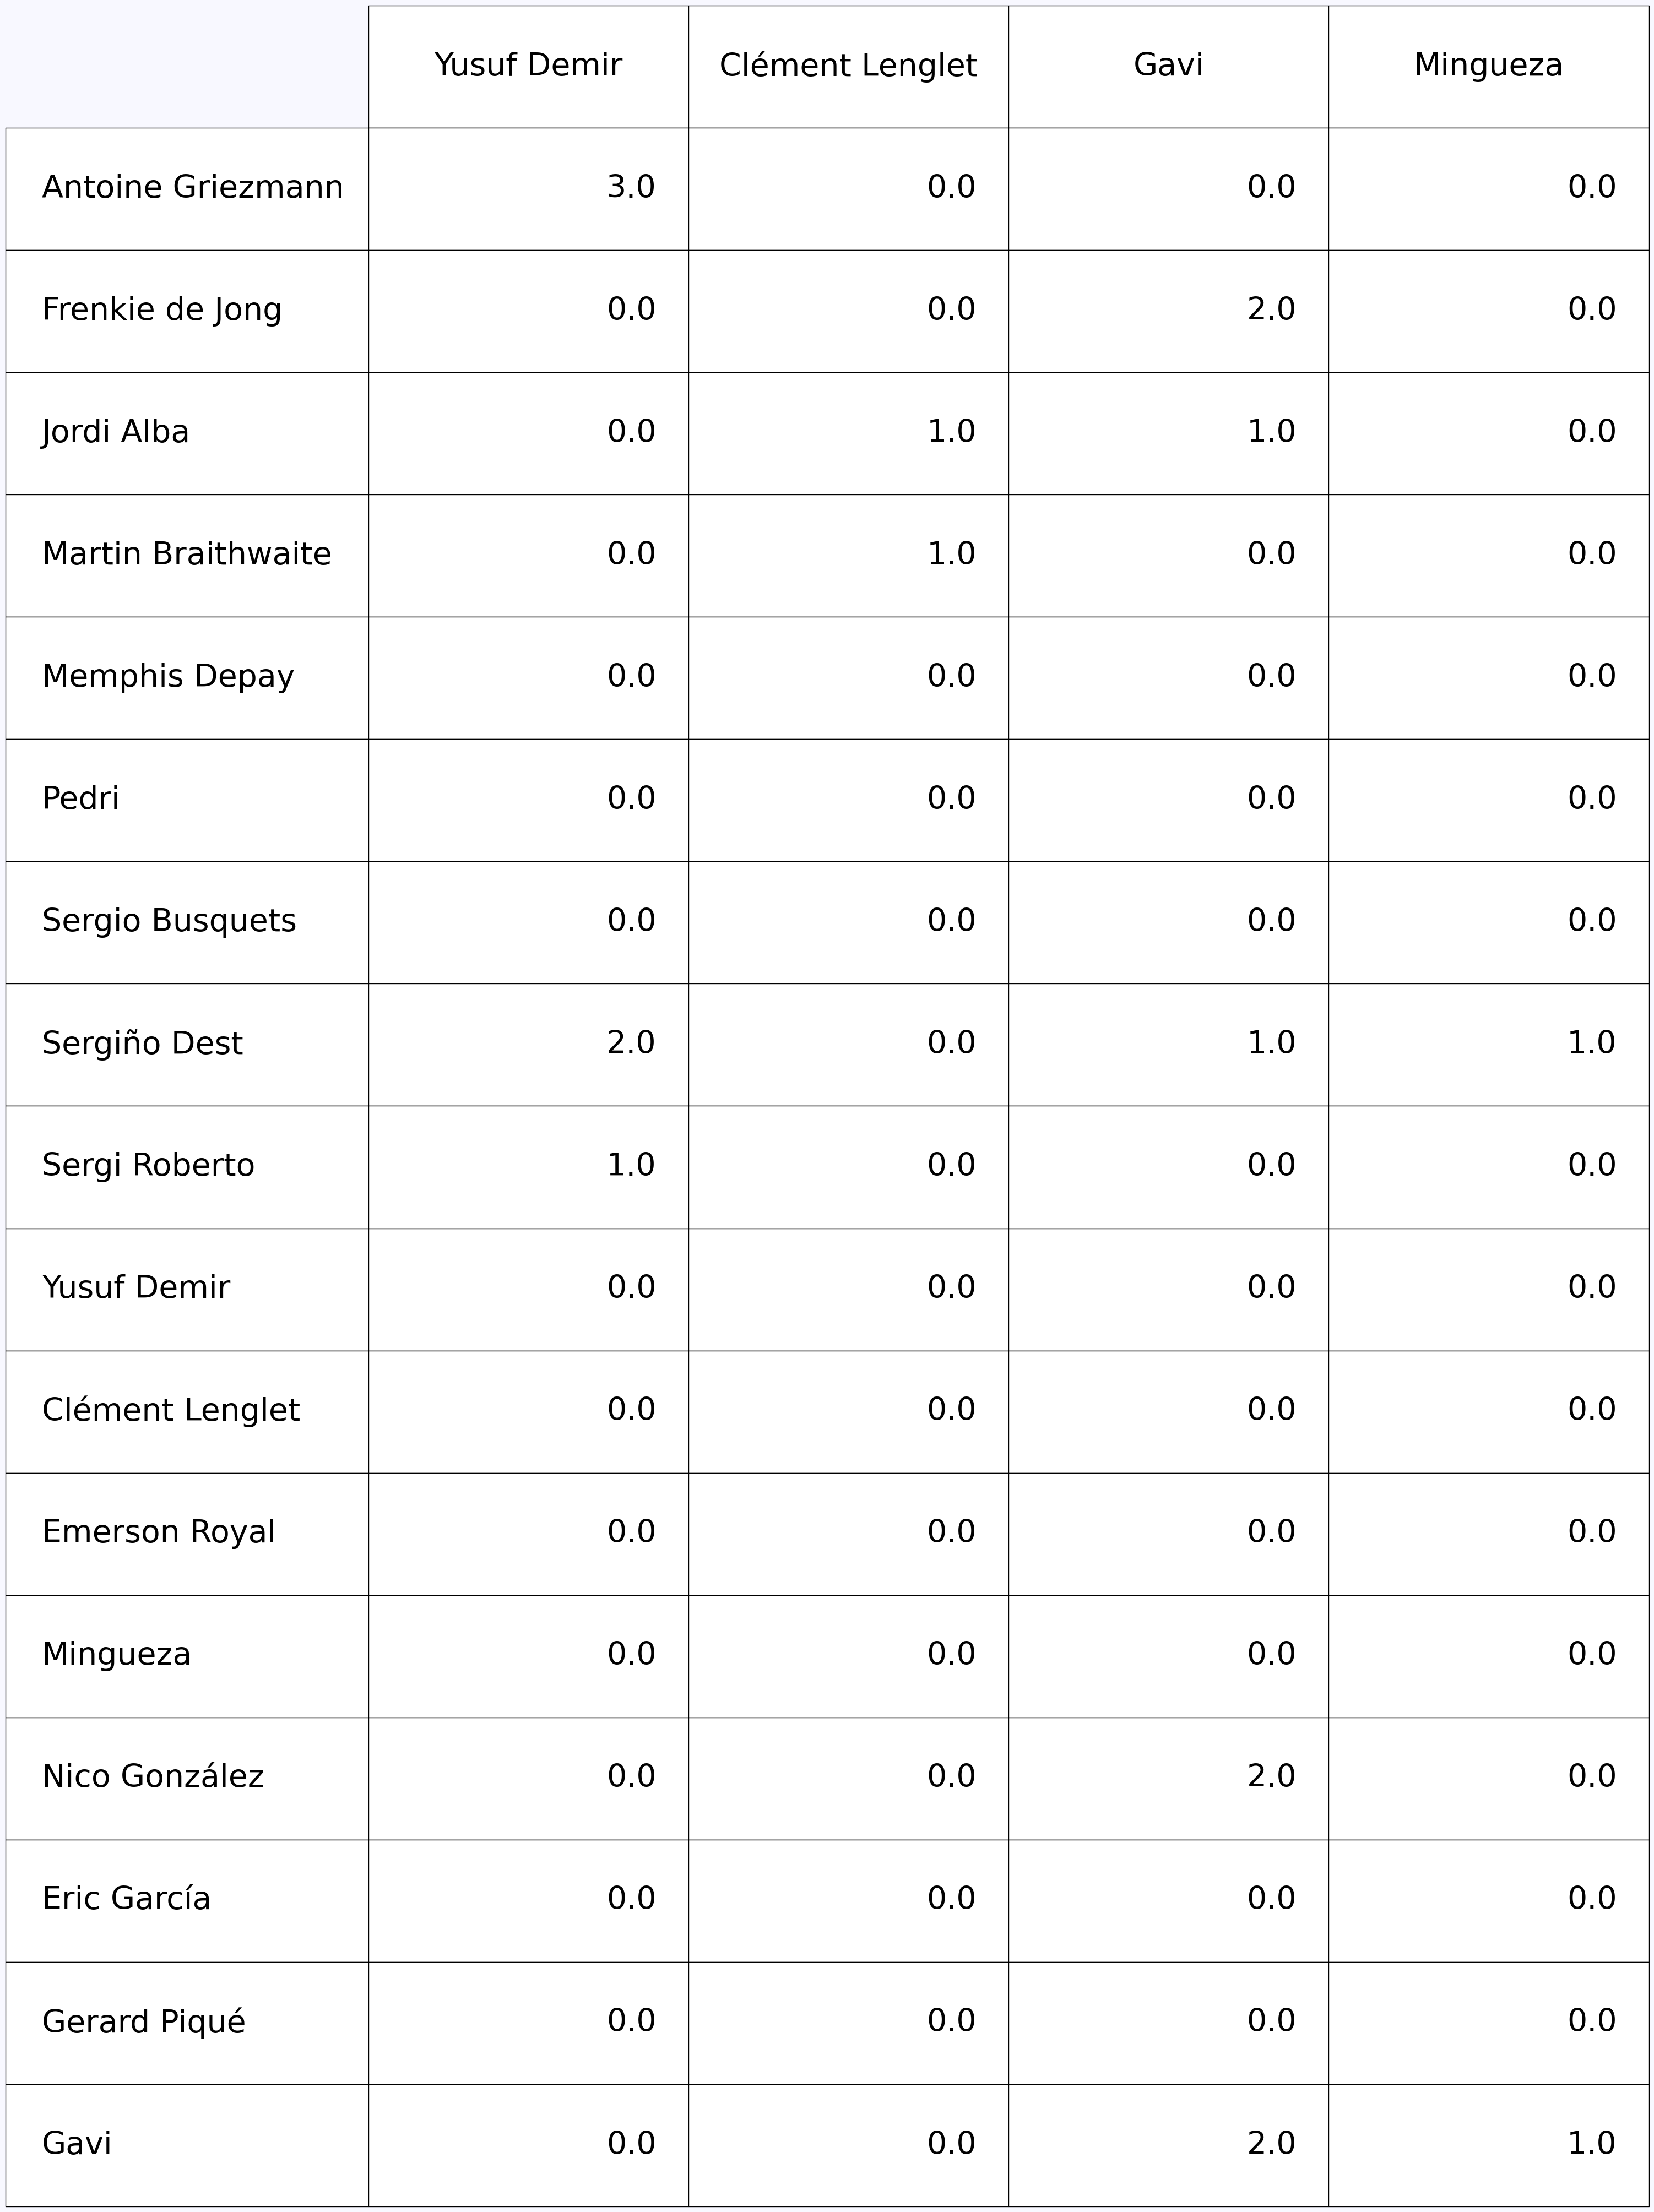 Yusuf Demir Clément Lenglet Gavi Mingueza
Antoine Griezmann 3.0 0.0 0.0 0.0
Frenkie de Jong 0.0 0.0 2.0 0.0
Jordi Alba 0.0 1.0 1.0 0.0
Martin Braithwaite 0.0 1.0 0.0 0.0
Memphis Depay 0.0 0.0 0.0 0.0
Pedri 0.0 0.0 0.0 0.0
Sergio Busquets 0.0 0.0 0.0 0.0
Sergiño Dest 2.0 0.0 1.0 1.0
Sergi Roberto 1.0 0.0 0.0 0.0
Yusuf Demir 0.0 0.0 0.0 0.0
Clément Lenglet 0.0 0.0 0.0 0.0
Emerson Royal 0.0 0.0 0.0 0.0
Mingueza 0.0 0.0 0.0 0.0
Nico González 0.0 0.0 2.0 0.0
Eric García 0.0 0.0 0.0 0.0
Gerard Piqué 0.0 0.0 0.0 0.0
Gavi 0.0 0.0 2.0 1.0